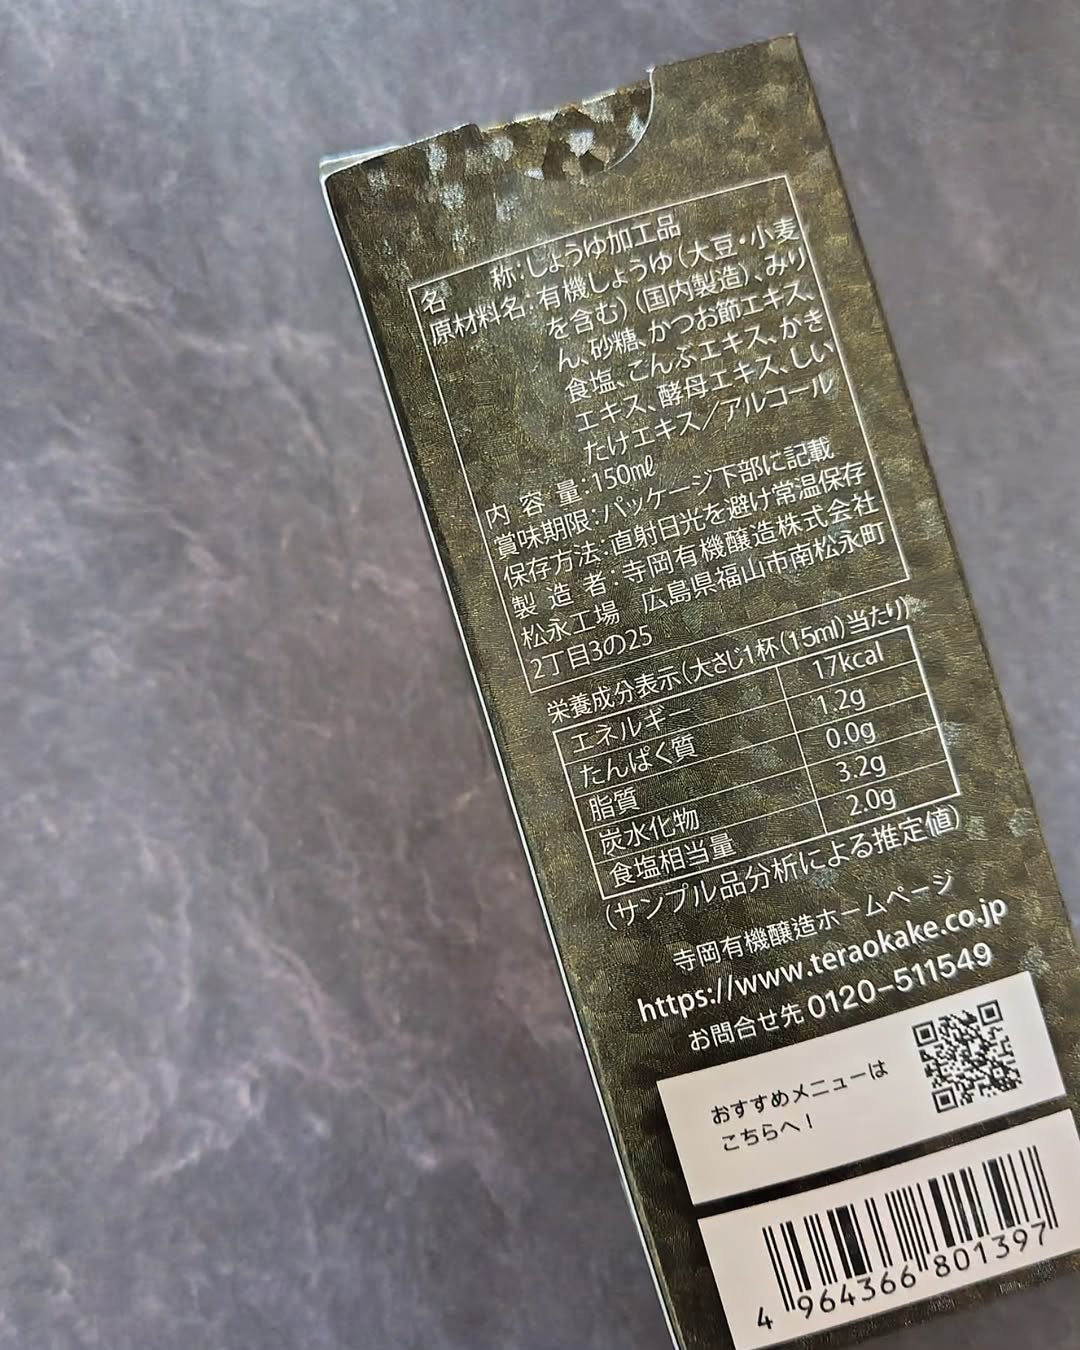 名称:しょうゆ加工品
原材料名:有機しょうゆ(大豆・小麦
を含む)(国内製造)、みり
ん、砂糖、かつお節エキス、
食塩、こんぶエキス、かき
エキス、酵母エキス、しい
たけエキス/アルコール
内容量:150mℓ
賞味期限:パッケージ下部に記載
保存方法:直射日光を避け常温保存
製造者:寺岡有機醸造株式会社
松永工場 広島県福山市南松永町
2丁目3の25
栄養成分表示(大さじ1杯(15ml)当たり)
エネルギー 17kcal
たんぱく質 1.2g
脂質 0.0g
炭水化物 3.2g
食塩相当量 2.0g
(サンプル品分析による推定値)
寺岡有機醸造ホームページ
https://www.teraokake.co.jp
お問合せ先 0120-511549
おすすめメニューは
こちらへ!
4 964366 801397